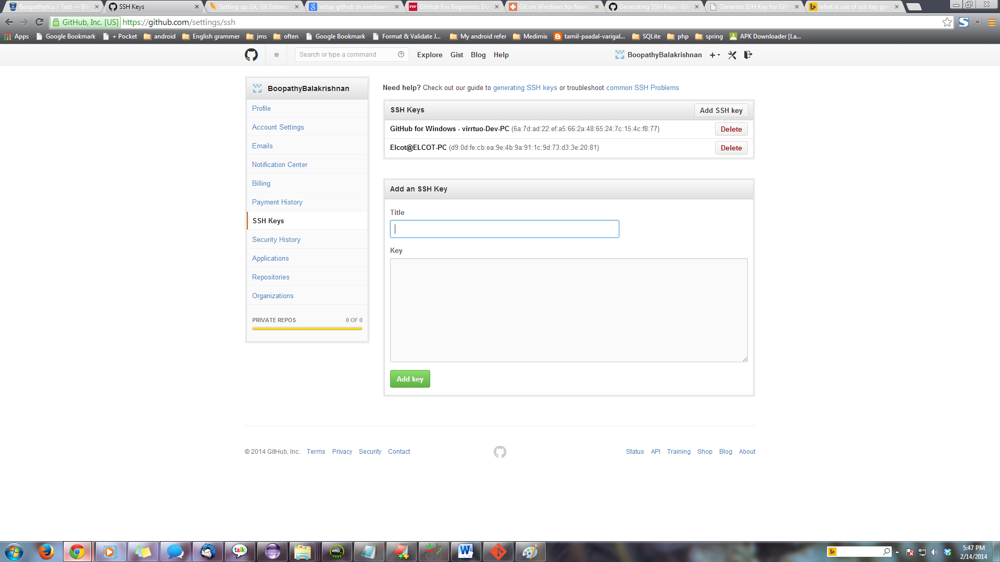 Boopathytcu / Test — Bit
SSH Keys
Setting up Git, Git Extensi
setup github in windows
GitHub For Beginners: Do
Git on Windows for Newb
Generating SSH Keys - Gi
Generate SSH Key for GitH
what is use of ssh key gen
GitHub, Inc. [US] https://github.com/settings/ssh
Apps Google Bookmark + Pocket android English grammer jms often Google Bookmark Format & Validate J... My android refer Medimix tamil-paadal-varigal... SQLite php spring APK Downloader [La...
Search or type a command Explore Gist Blog Help BoopathyBalakrishnan
BoopathyBalakrishnan
Profile
Account Settings
Emails
Notification Center
Billing
Payment History
SSH Keys
Security History
Applications
Repositories
Organizations
PRIVATE REPOS 0 OF 0
Need help? Check out our guide to generating SSH keys or troubleshoot common SSH Problems
SSH Keys Add SSH key
GitHub for Windows - virrtuo-Dev-PC (6a:7d:ad:22:ef:a5:66:2a:48:65:24:7c:15:4c:f8:77) Delete
Elcot@ELCOT-PC (d9:0d:fe:cb:ea:9e:4b:9a:91:1c:9d:73:d3:3e:20:81) Delete
Add an SSH Key
Title
Key
Add key
© 2014 GitHub, Inc. Terms Privacy Security Contact
Status API Training Shop Blog About
talk
AND_
5:47 PM
2/14/2014